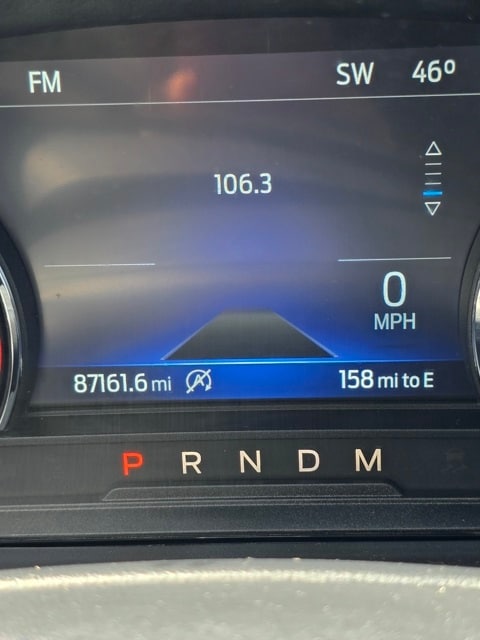 FM SW 46°
106.3
0
MPH
87161.6 mi A 158 mi to E
P R N D M